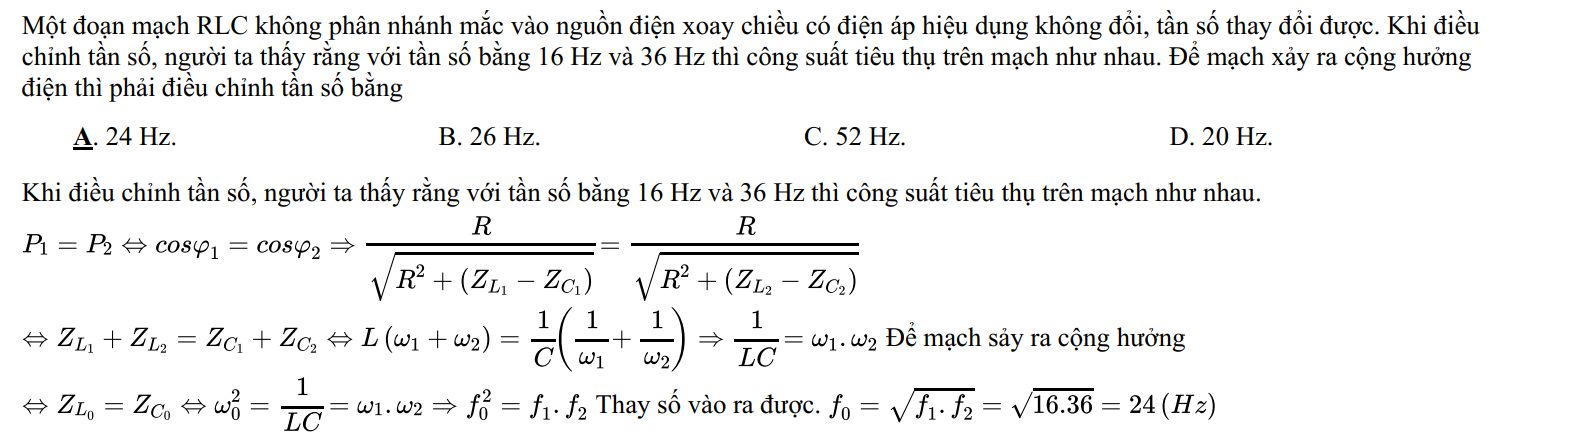 Một đoạn mạch RLC không phân nhánh mắc vào nguồn điện xoay chiều có điện áp hiệu dụng không đổi, tần số thay đổi được. Khi điều
chỉnh tần số, người ta thấy rằng với tần số bằng 16 Hz và 36 Hz thì công suất tiêu thụ trên mạch như nhau. Để mạch xảy ra cộng hưởng
điện thì phải điều chỉnh tần số bằng
A. 24 Hz. B. 26 Hz. C. 52 Hz. D. 20 Hz.
Khi điều chỉnh tần số, người ta thấy rằng với tần số bằng 16 Hz và 36 Hz thì công suất tiêu thụ trên mạch như nhau.
$P_1 = P_2 \Leftrightarrow cos\varphi_1 = cos\varphi_2 \Rightarrow \dfrac{R}{\sqrt{R^2 + (Z_{L_1} - Z_{C_1})}} = \dfrac{R}{\sqrt{R^2 + (Z_{L_2} - Z_{C_2})}}$
$\Leftrightarrow Z_{L_1} + Z_{L_2} = Z_{C_1} + Z_{C_2} \Leftrightarrow L(\omega_1 + \omega_2) = \dfrac{1}{C}\left(\dfrac{1}{\omega_1} + \dfrac{1}{\omega_2}\right) \Rightarrow \dfrac{1}{LC} = \omega_1.\omega_2$ Để mạch sảy ra cộng hưởng
$\Leftrightarrow Z_{L_0} = Z_{C_0} \Leftrightarrow \omega_0^2 = \dfrac{1}{LC} = \omega_1.\omega_2 \Rightarrow f_0^2 = f_1.f_2$ Thay số vào ra được. $f_0 = \sqrt{f_1.f_2} = \sqrt{16.36} = 24\,(Hz)$